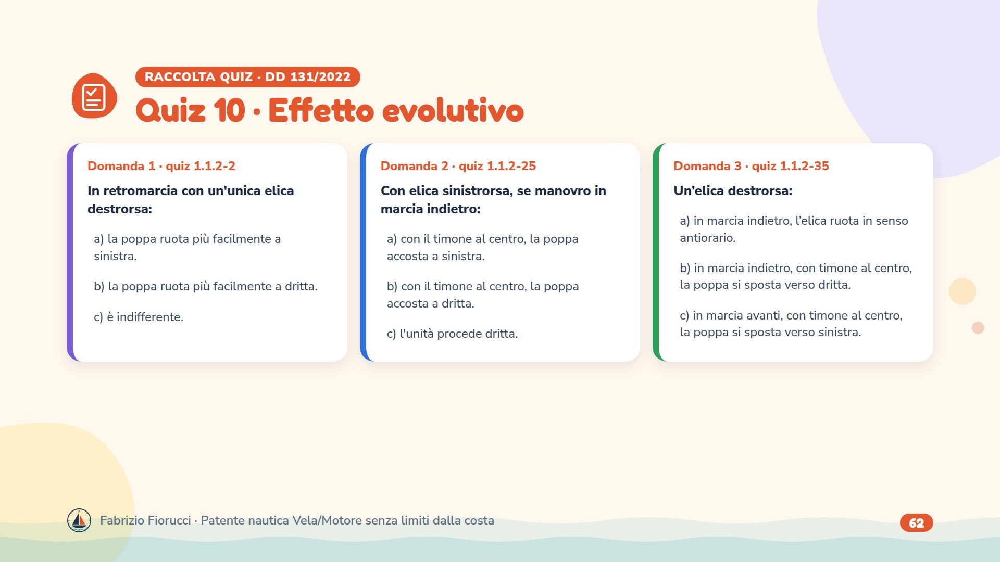 RACCOLTA QUIZ · DD 131/2022
Quiz 10 · Effetto evolutivo
Domanda 1 · quiz 1.1.2-2
In retromarcia con un'unica elica
destrorsa:
a) la poppa ruota più facilmente a
sinistra.
b) la poppa ruota più facilmente a dritta.
c) è indifferente.
Domanda 2 · quiz 1.1.2-25
Con elica sinistrorsa, se manovro in
marcia indietro:
a) con il timone al centro, la poppa
accosta a sinistra.
b) con il timone al centro, la poppa
accosta a dritta.
c) l'unità procede dritta.
Domanda 3 · quiz 1.1.2-35
Un’elica destrorsa:
a) in marcia indietro, l’elica ruota in senso
antiorario.
b) in marcia indietro, con timone al centro,
la poppa si sposta verso dritta.
c) in marcia avanti, con timone al centro,
la poppa si sposta verso sinistra.
Fabrizio Fiorucci · Patente nautica Vela/Motore senza limiti dalla costa
62